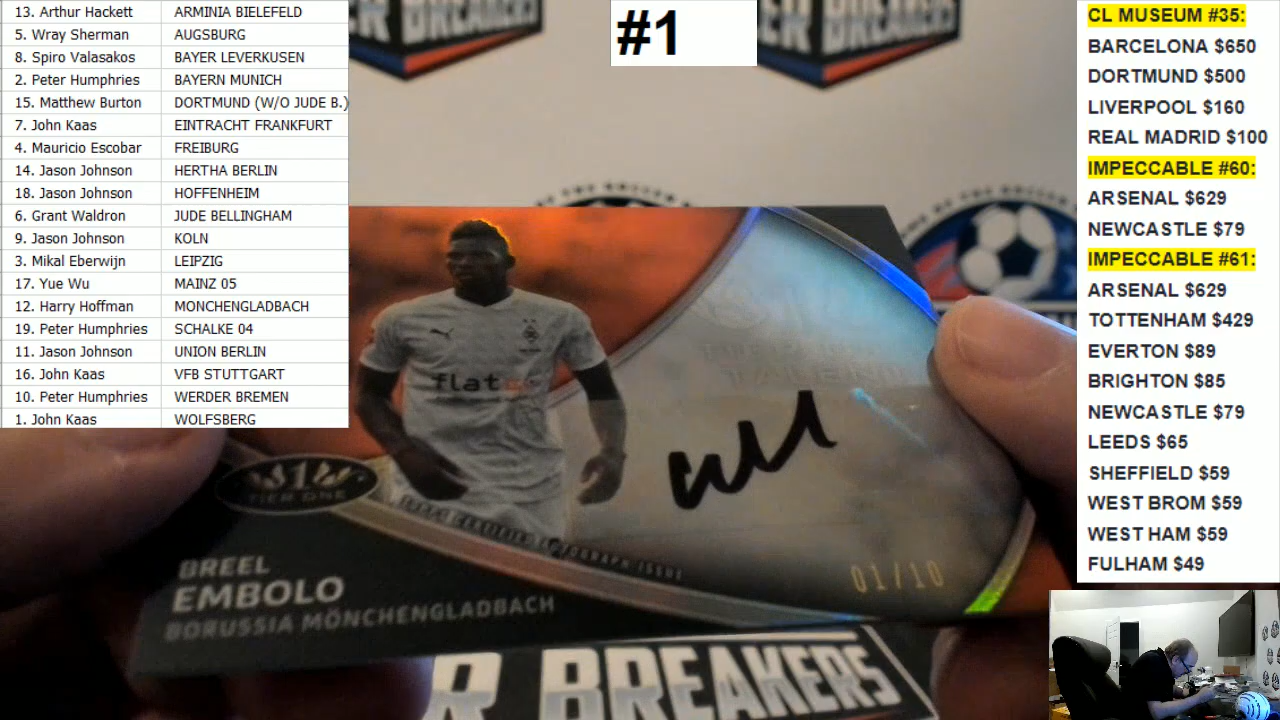 13. Arthur Hackett ARMINIA BIELEFELD
5. Wray Sherman AUGSBURG
8. Spiro Valasakos BAYER LEVERKUSEN
2. Peter Humphries BAYERN MUNICH
15. Matthew Burton DORTMUND (W/O JUDE B.)
7. John Kaas EINTRACHT FRANKFURT
4. Mauricio Escobar FREIBURG
14. Jason Johnson HERTHA BERLIN
18. Jason Johnson HOFFENHEIM
6. Grant Waldron JUDE BELLINGHAM
9. Jason Johnson KOLN
3. Mikal Eberwijn LEIPZIG
17. Yue Wu MAINZ 05
12. Harry Hoffman MONCHENGLADBACH
19. Peter Humphries SCHALKE 04
11. Jason Johnson UNION BERLIN
16. John Kaas VFB STUTTGART
10. Peter Humphries WERDER BREMEN
1. John Kaas WOLFSBERG
#1
BREAKERS
flat
TIER ONE
TOPPS CERTIFIED AUTOGRAPH ISSUE
01/10
BREEL
EMBOLO
BORUSSIA MÖNCHENGLADBACH
BREAKERS
CL MUSEUM #35:
BARCELONA $650
DORTMUND $500
LIVERPOOL $160
REAL MADRID $100
IMPECCABLE #60:
ARSENAL $629
NEWCASTLE $79
IMPECCABLE #61:
ARSENAL $629
TOTTENHAM $429
EVERTON $89
BRIGHTON $85
NEWCASTLE $79
LEEDS $65
SHEFFIELD $59
WEST BROM $59
WEST HAM $59
FULHAM $49